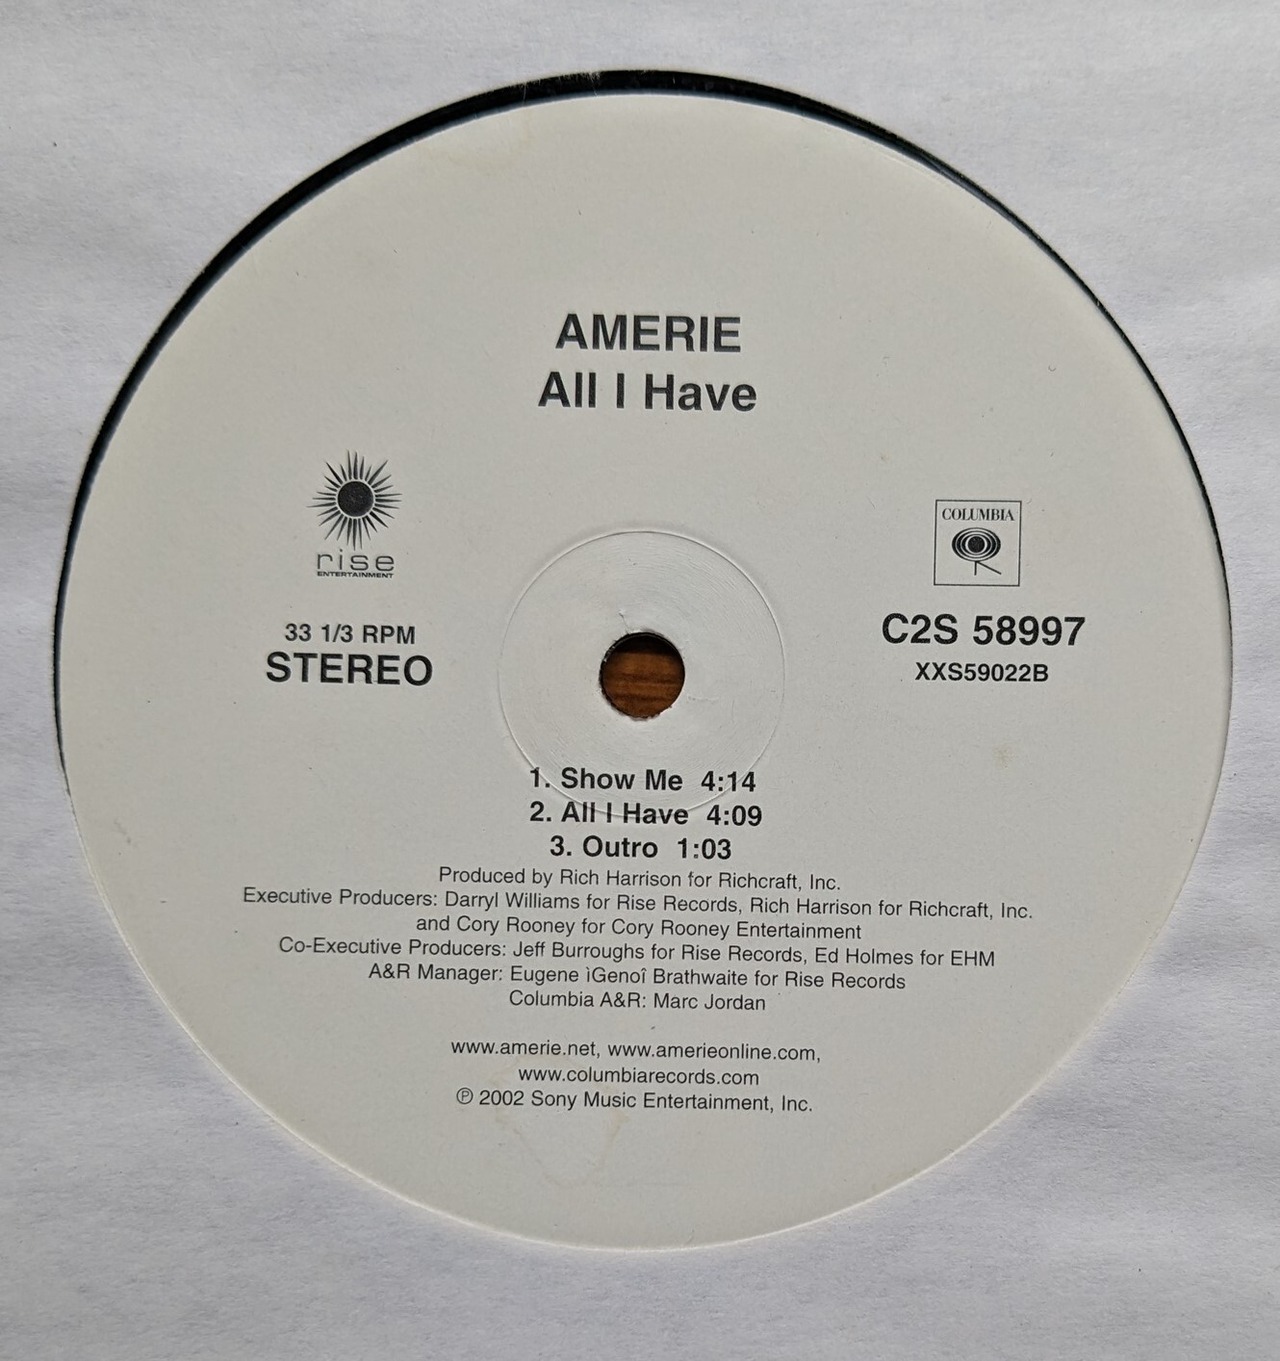 AMERIE
All I Have
rise
ENTERTAINMENT
33 1/3 RPM
STEREO
COLUMBIA
C2S 58997
XXS59022B
1. Show Me 4:14
2. All I Have 4:09
3. Outro 1:03
Produced by Rich Harrison for Richcraft, Inc.
Executive Producers: Darryl Williams for Rise Records, Rich Harrison for Richcraft, Inc.
and Cory Rooney for Cory Rooney Entertainment
Co-Executive Producers: Jeff Burroughs for Rise Records, Ed Holmes for EHM
A&R Manager: Eugene ìGenoî Brathwaite for Rise Records
Columbia A&R: Marc Jordan
www.amerie.net, www.amerieonline.com,
www.columbiarecords.com
℗ 2002 Sony Music Entertainment, Inc.